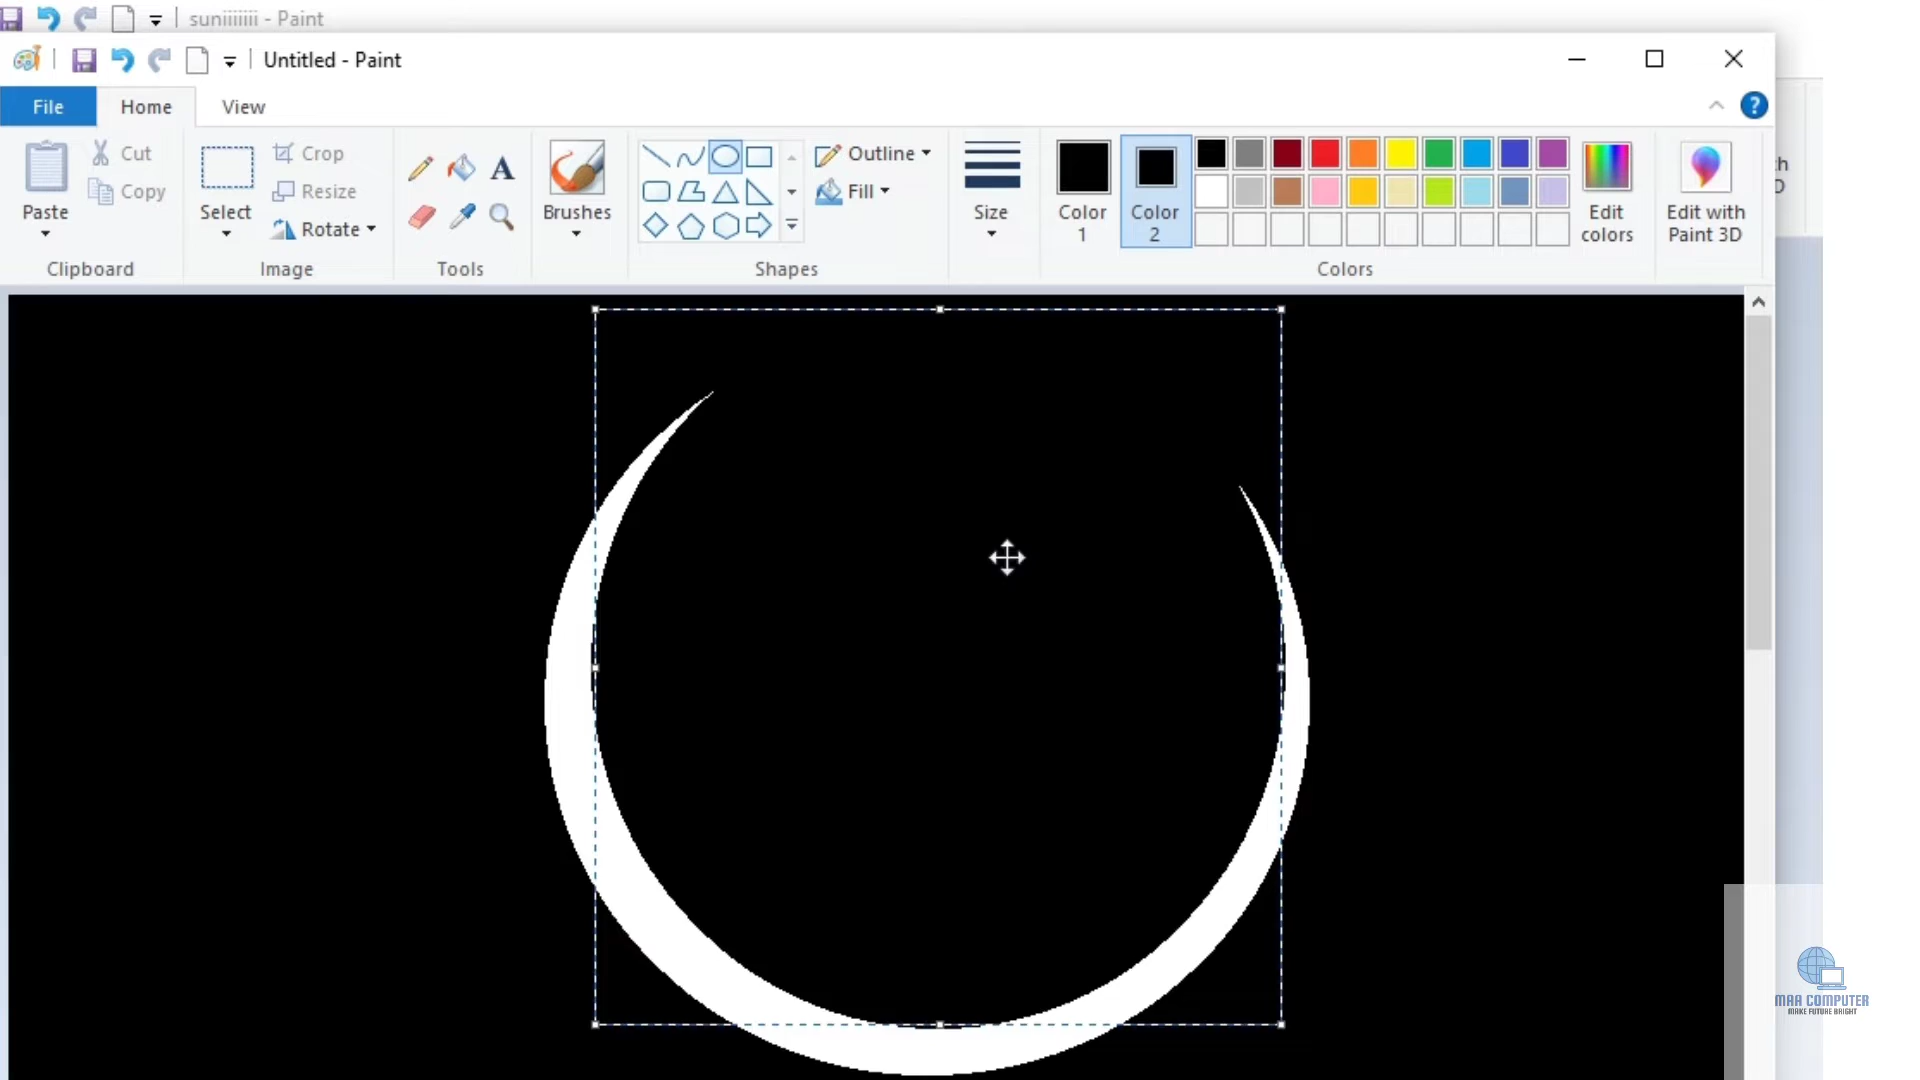 suniiiiiii - Paint
Untitled - Paint
File Home View
Paste
Cut
Copy
Clipboard
Select
Crop
Resize
Rotate
Image
Tools
Brushes
Shapes
Outline
Fill
Size
Color
1
Color
2
Edit
colors
Colors
Edit with
Paint 3D
MAA COMPUTER
MAKE FUTURE BRIGHT